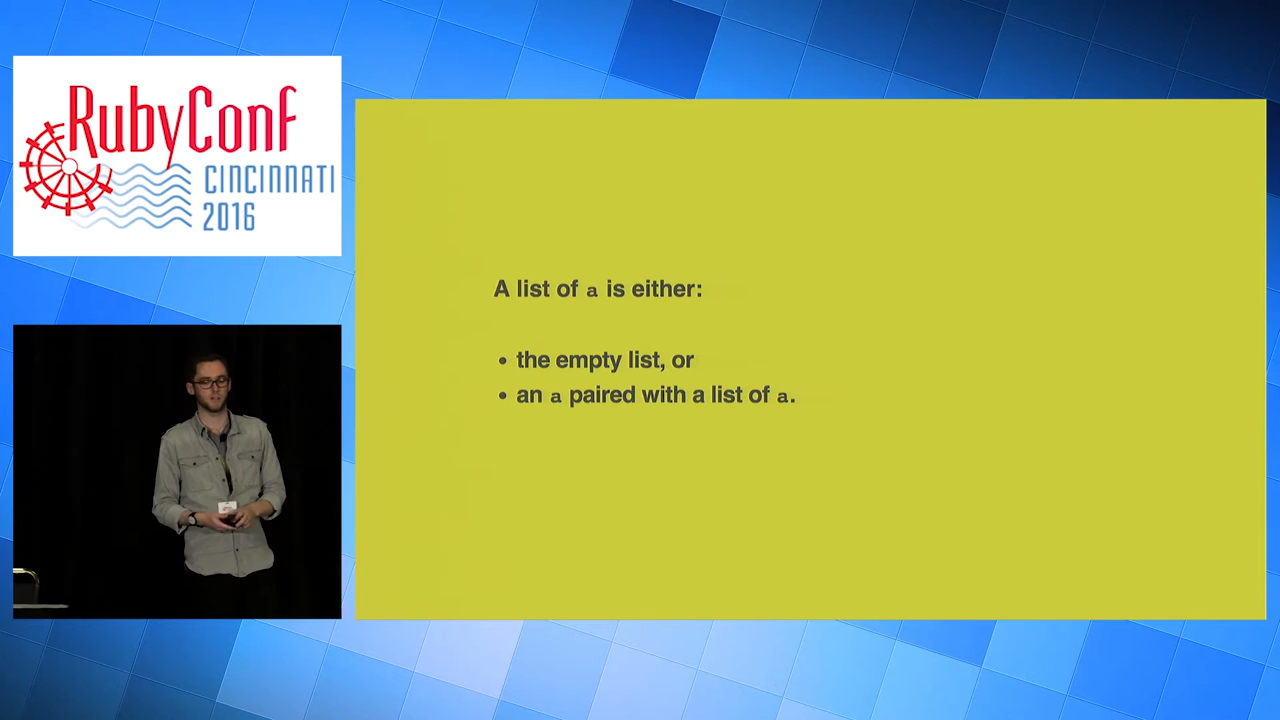 RubyConf
CINCINNATI
2016
A list of a is either:
• the empty list, or
• an a paired with a list of a.